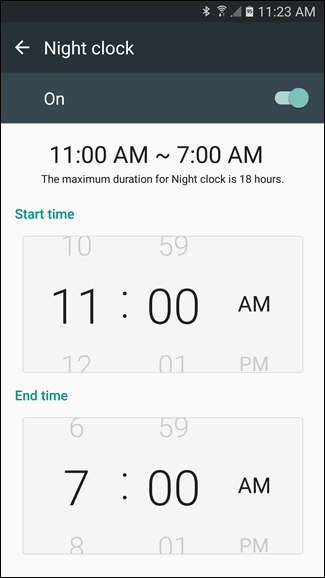 11:23 AM
Night clock
On
11:00 AM ~ 7:00 AM
The maximum duration for Night clock is 18 hours.
Start time
10 59
11 : 00 AM
12 01 PM
End time
6 59
7 : 00 AM
8 01 PM